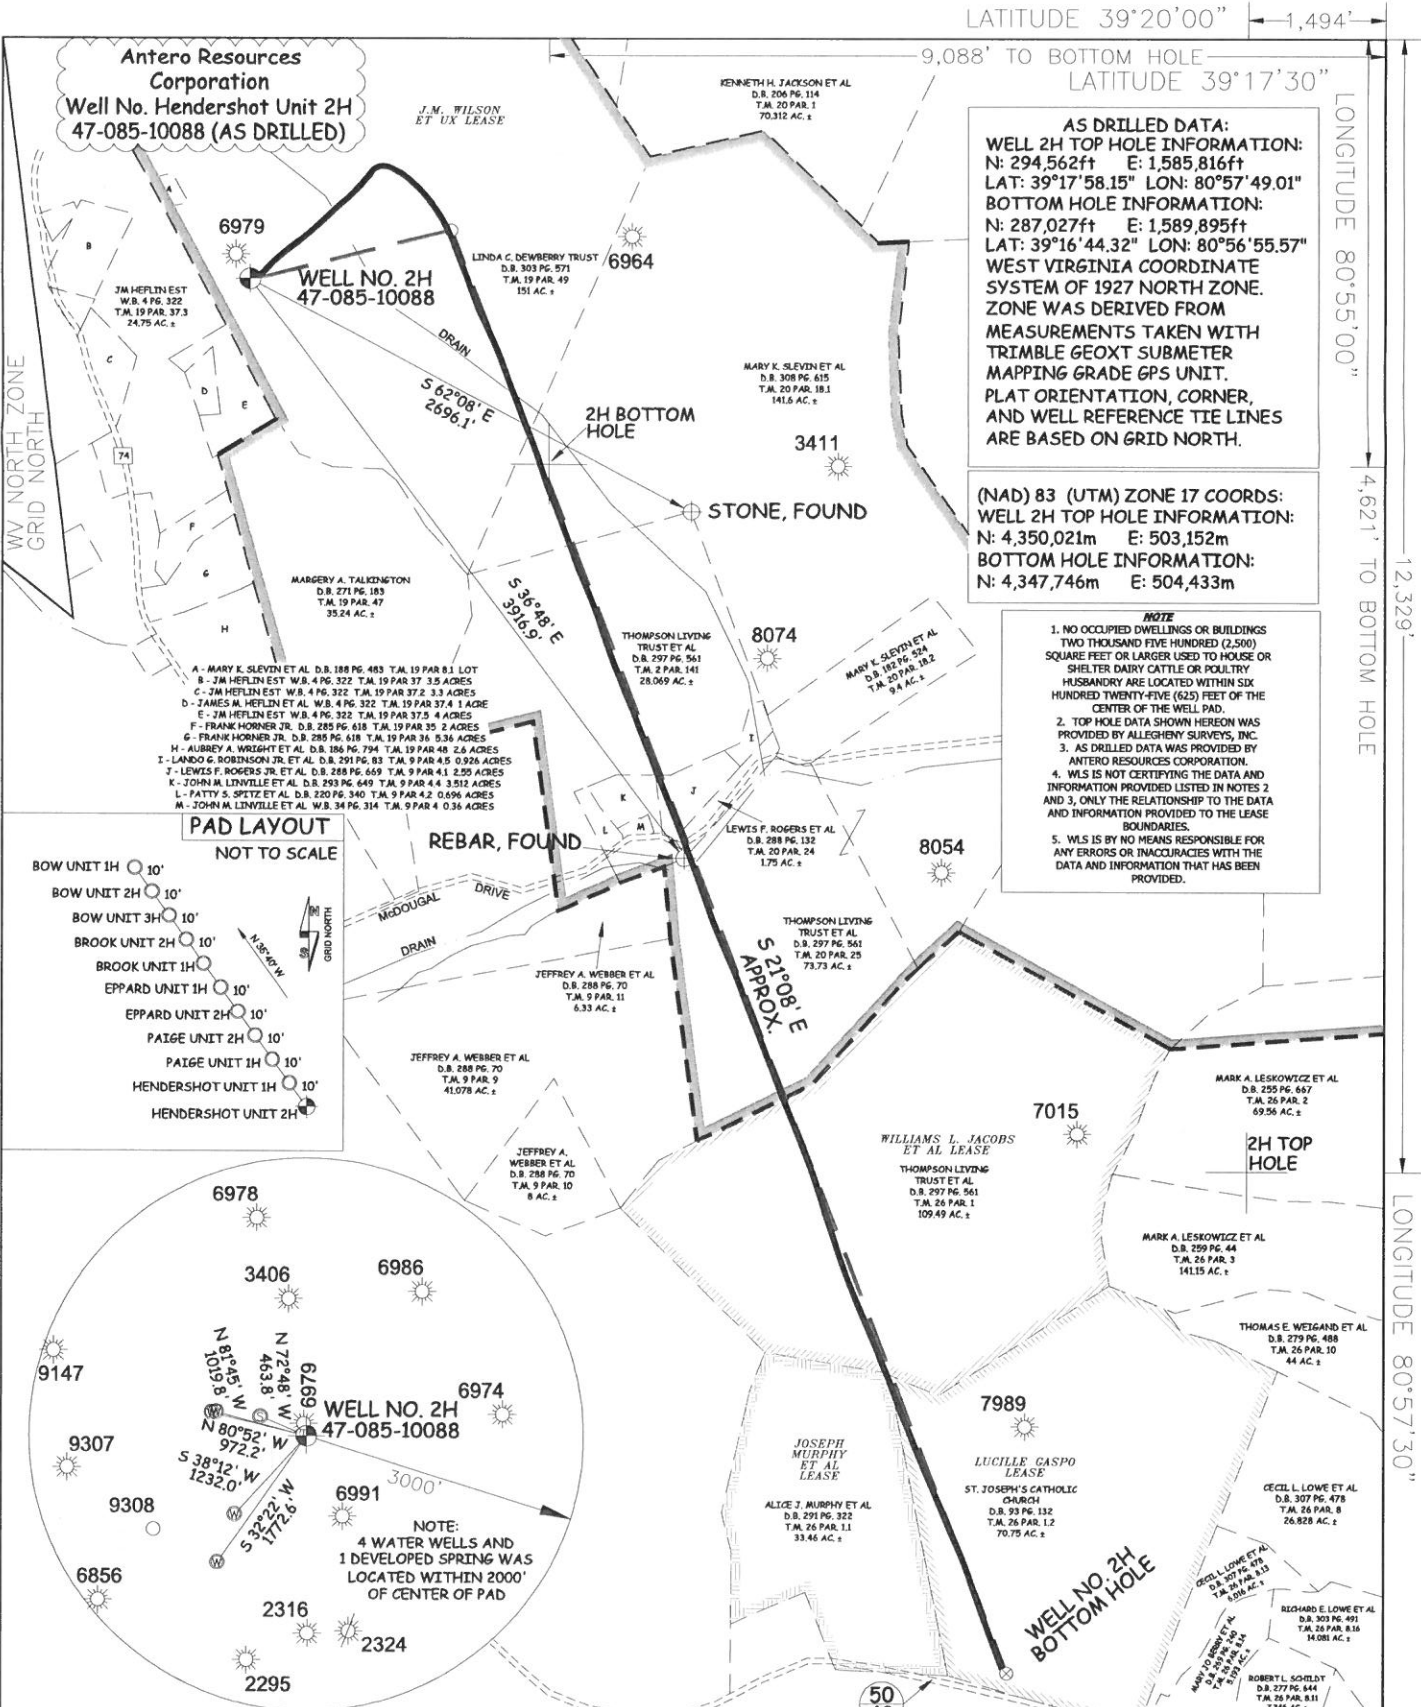 LATITUDE 39°20'00"
1,494'
9,088' TO BOTTOM HOLE
LATITUDE 39°17'30"
Antero Resources
Corporation
Well No. Hendershot Unit 2H
47-085-10088 (AS DRILLED)
J.M. WILSON
ET UX LEASE
KENNETH H. JACKSON ET AL
D.B. 206 PG. 114
T.M. 20 PAR. 1
70.312 AC. ±
AS DRILLED DATA:
WELL 2H TOP HOLE INFORMATION:
N: 294,562ft E: 1,585,816ft
LAT: 39°17'58.15" LON: 80°57'49.01"
BOTTOM HOLE INFORMATION:
N: 287,027ft E: 1,589,895ft
LAT: 39°16'44.32" LON: 80°56'55.57"
WEST VIRGINIA COORDINATE
SYSTEM OF 1927 NORTH ZONE.
ZONE WAS DERIVED FROM
MEASUREMENTS TAKEN WITH
TRIMBLE GEOXT SUBMETER
MAPPING GRADE GPS UNIT.
PLAT ORIENTATION, CORNER,
AND WELL REFERENCE TIE LINES
ARE BASED ON GRID NORTH.
LONGITUDE 80°55'00"
4,621' TO BOTTOM HOLE
12,329'
(NAD) 83 (UTM) ZONE 17 COORDS:
WELL 2H TOP HOLE INFORMATION:
N: 4,350,021m E: 503,152m
BOTTOM HOLE INFORMATION:
N: 4,347,746m E: 504,433m
NOTE
1. NO OCCUPIED DWELLINGS OR BUILDINGS
TWO THOUSAND FIVE HUNDRED (2,500)
SQUARE FEET OR LARGER USED TO HOUSE OR
SHELTER DAIRY CATTLE OR POULTRY
HUSBANDRY ARE LOCATED WITHIN SIX
HUNDRED TWENTY-FIVE (625) FEET OF THE
CENTER OF THE WELL PAD.
2. TOP HOLE DATA SHOWN HEREON WAS
PROVIDED BY ALLEGHENY SURVEYS, INC.
3. AS DRILLED DATA WAS PROVIDED BY
ANTERO RESOURCES CORPORATION.
4. WLS IS NOT CERTIFYING THE DATA AND
INFORMATION PROVIDED LISTED IN NOTES 2
AND 3, ONLY THE RELATIONSHIP TO THE DATA
AND INFORMATION PROVIDED TO THE LEASE
BOUNDARIES.
5. WLS IS BY NO MEANS RESPONSIBLE FOR
ANY ERRORS OR INACCURACIES WITH THE
DATA AND INFORMATION THAT HAS BEEN
PROVIDED.
A
B
C
D
E
F
G
H
74
6979
WELL NO. 2H
47-085-10088
LINDA C. DEWBERRY TRUST
D.B. 303 PG. 571
T.M. 19 PAR. 49
151 AC. ±
6964
JM HEFLIN EST
W.B. 4 PG. 322
T.M. 19 PAR. 37.3
24.75 AC. ±
WV NORTH ZONE
GRID NORTH
DRAIN
S 62°08' E
2696.1'
2H BOTTOM
HOLE
MARY K. SLEVIN ET AL
D.B. 308 PG. 615
T.M. 20 PAR. 18.1
141.6 AC. ±
3411
STONE, FOUND
MARGERY A. TALKINGTON
D.B. 271 PG. 183
T.M. 19 PAR. 47
35.24 AC. ±
S 36°48' E
3916.9'
THOMPSON LIVING
TRUST ET AL
D.B. 297 PG. 561
T.M. 2 PAR. 141
28.069 AC. ±
8074
MARY K. SLEVIN ET AL
D.B. 182 PG. 524
T.M. 20 PAR. 18.2
9.4 AC. ±
A - MARY K. SLEVIN ET AL D.B. 188 PG. 483 T.M. 19 PAR 8.1 LOT
B - JM HEFLIN EST W.B. 4 PG. 322 T.M. 19 PAR 37 3.5 ACRES
C - JM HEFLIN EST W.B. 4 PG. 322 T.M. 19 PAR 37.2 3.3 ACRES
D - JAMES M. HEFLIN ET AL W.B. 4 PG. 322 T.M. 19 PAR 37.4 1 ACRE
E - JM HEFLIN EST W.B. 4 PG. 322 T.M. 19 PAR 37.5 4 ACRES
F - FRANK HORNER JR. D.B. 285 PG. 618 T.M. 19 PAR 35 2 ACRES
G - FRANK HORNER JR. D.B. 285 PG. 618 T.M. 19 PAR 36 5.36 ACRES
H - AUBREY A. WRIGHT ET AL D.B. 186 PG. 794 T.M. 19 PAR 48 2.6 ACRES
I - LANDO G. ROBINSON JR. ET AL D.B. 291 PG. 83 T.M. 9 PAR 4.5 0.926 ACRES
J - LEWIS F. ROGERS JR. ET AL D.B. 288 PG. 669 T.M. 9 PAR 4.1 2.55 ACRES
K - JOHN M. LINVILLE ET AL D.B. 293 PG. 649 T.M. 9 PAR 4.4 3.512 ACRES
L - PATTY S. SPITZ ET AL D.B. 220 PG. 340 T.M. 9 PAR 4.2 0.696 ACRES
M - JOHN M. LINVILLE ET AL W.B. 34 PG. 314 T.M. 9 PAR 4 0.36 ACRES
I
J
K
L
M
REBAR, FOUND
LEWIS F. ROGERS ET AL
D.B. 288 PG. 132
T.M. 20 PAR. 24
1.75 AC. ±
8054
PAD LAYOUT
NOT TO SCALE
BOW UNIT 1H 10'
BOW UNIT 2H 10'
BOW UNIT 3H 10'
BROOK UNIT 2H 10'
BROOK UNIT 1H
EPPARD UNIT 1H 10'
EPPARD UNIT 2H 10'
PAIGE UNIT 2H 10'
PAIGE UNIT 1H 10'
HENDERSHOT UNIT 1H 10'
HENDERSHOT UNIT 2H
N 35°40' W
GRID NORTH
McDOUGAL DRIVE
DRAIN
THOMPSON LIVING
TRUST ET AL
D.B. 297 PG. 561
T.M. 20 PAR. 25
73.73 AC. ±
S 21°08' E
APPROX.
JEFFREY A. WEBBER ET AL
D.B. 288 PG. 70
T.M. 9 PAR. 11
6.33 AC. ±
JEFFREY A. WEBBER ET AL
D.B. 288 PG. 70
T.M. 9 PAR. 9
41.078 AC. ±
JEFFREY A.
WEBBER ET AL
D.B. 288 PG. 70
T.M. 9 PAR. 10
8 AC. ±
7015
WILLIAMS L. JACOBS
ET AL LEASE
THOMPSON LIVING
TRUST ET AL
D.B. 297 PG. 561
T.M. 26 PAR. 1
109.49 AC. ±
MARK A. LESKOWICZ ET AL
D.B. 255 PG. 667
T.M. 26 PAR. 2
69.56 AC. ±
2H TOP
HOLE
MARK A. LESKOWICZ ET AL
D.B. 259 PG. 44
T.M. 26 PAR. 3
141.15 AC. ±
LONGITUDE 80°57'30"
THOMAS E. WEIGAND ET AL
D.B. 279 PG. 488
T.M. 26 PAR. 10
44 AC. ±
6978
3406
6986
9147
N 81°45' W
1019.8'
N 72°48' W
463.8'
6979
WELL NO. 2H
47-085-10088
6974
S
W
N 80°52' W
972.2'
S 38°12' W
1232.0'
9307
9308
W
W
S 32°22' W
1772.6'
3000'
6991
NOTE:
4 WATER WELLS AND
1 DEVELOPED SPRING WAS
LOCATED WITHIN 2000'
OF CENTER OF PAD
6856
2316
2324
2295
JOSEPH
MURPHY
ET AL
LEASE
ALICE J. MURPHY ET AL
D.B. 291 PG. 322
T.M. 26 PAR. 1.1
33.46 AC. ±
7989
LUCILLE GASPO
LEASE
ST. JOSEPH'S CATHOLIC
CHURCH
D.B. 93 PG. 132
T.M. 26 PAR. 1.2
70.75 AC. ±
CECIL L. LOWE ET AL
D.B. 307 PG. 478
T.M. 26 PAR. 8
26.828 AC. ±
CECIL L. LOWE ET AL
D.B. 307 PG. 478
T.M. 26 PAR. 8.13
6.016 AC. ±
WELL NO. 2H
BOTTOM HOLE
MARY JO BERRY ET AL
D.B. 269 PG. 240
T.M. 26 PAR. 8.14
RICHARD E. LOWE ET AL
D.B. 303 PG. 491
T.M. 26 PAR. 8.16
14.081 AC. ±
ROBERT L. SCHILDT
D.B. 277 PG. 644
T.M. 26 PAR. 8.11
50